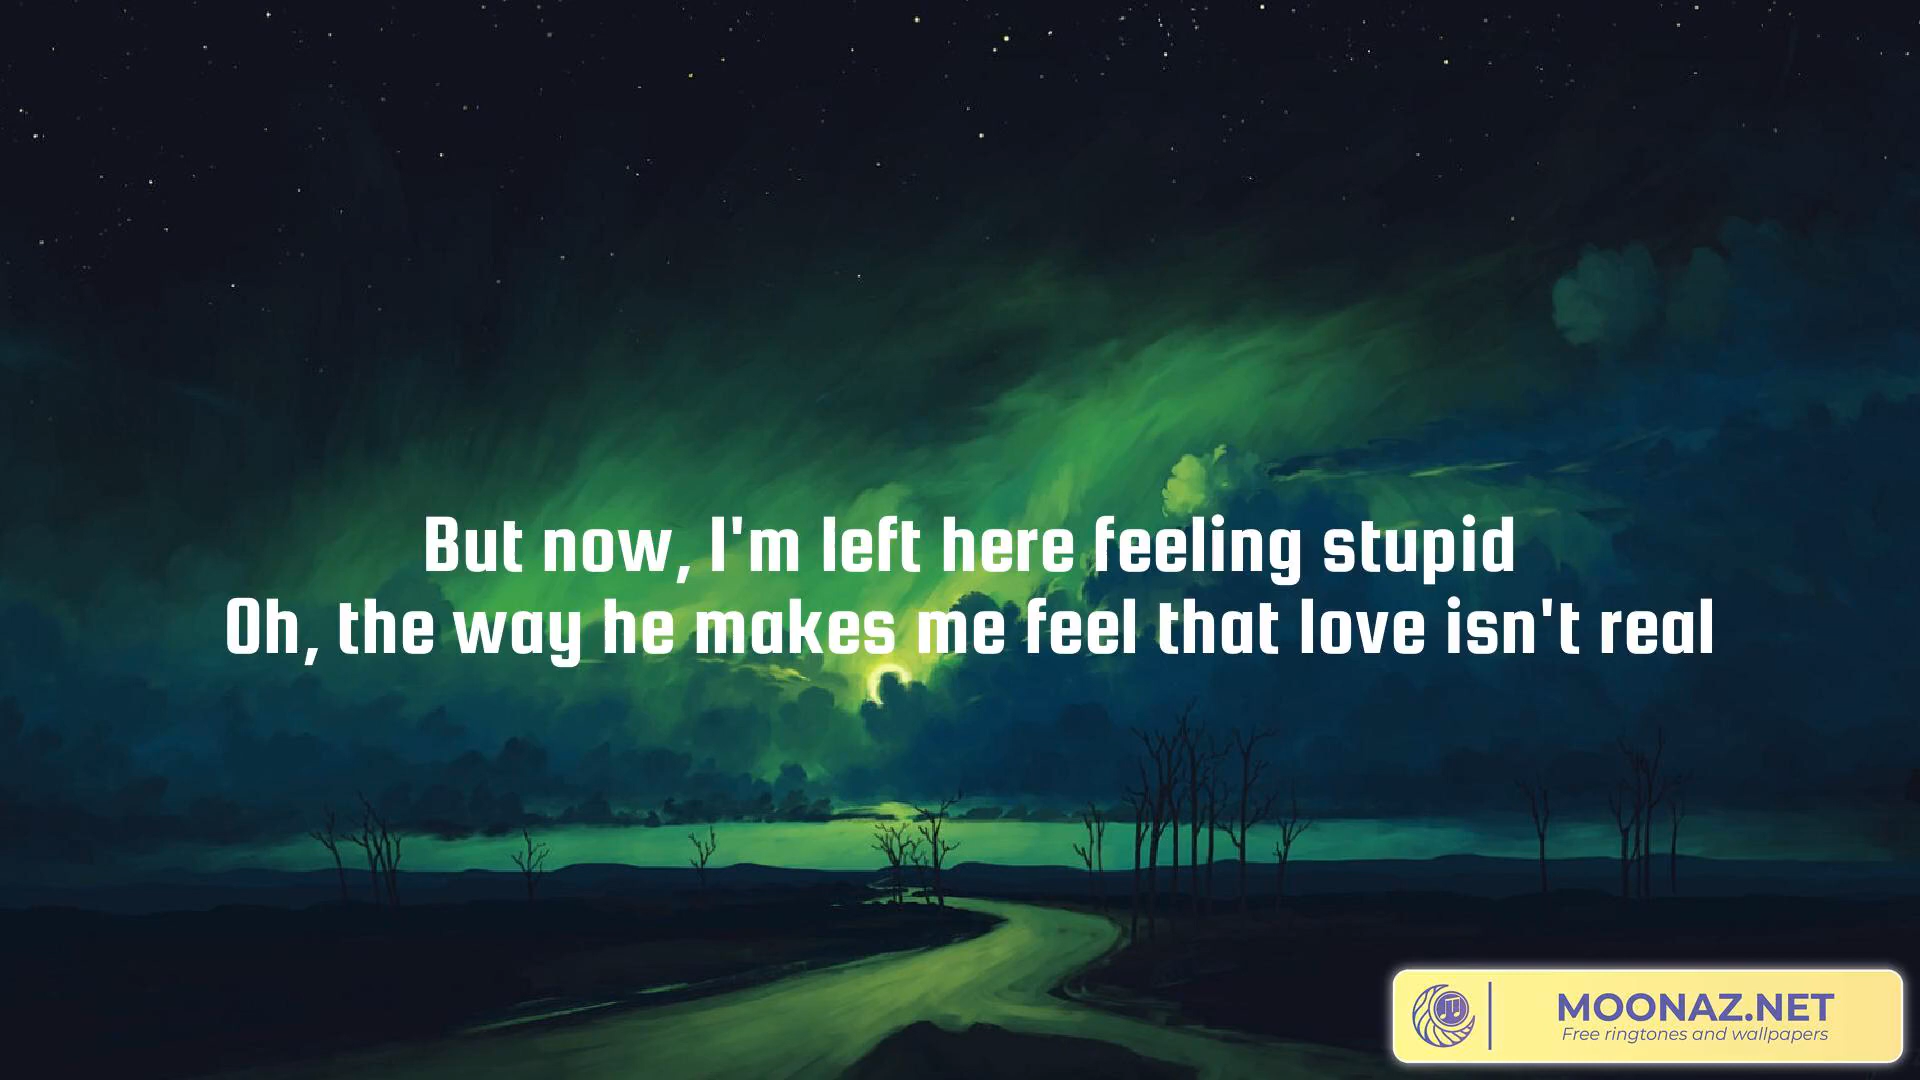 But now, I'm left here feeling stupid
Oh, the way he makes me feel that love isn't real
MOONAZ.NET
Free ringtones and wallpapers